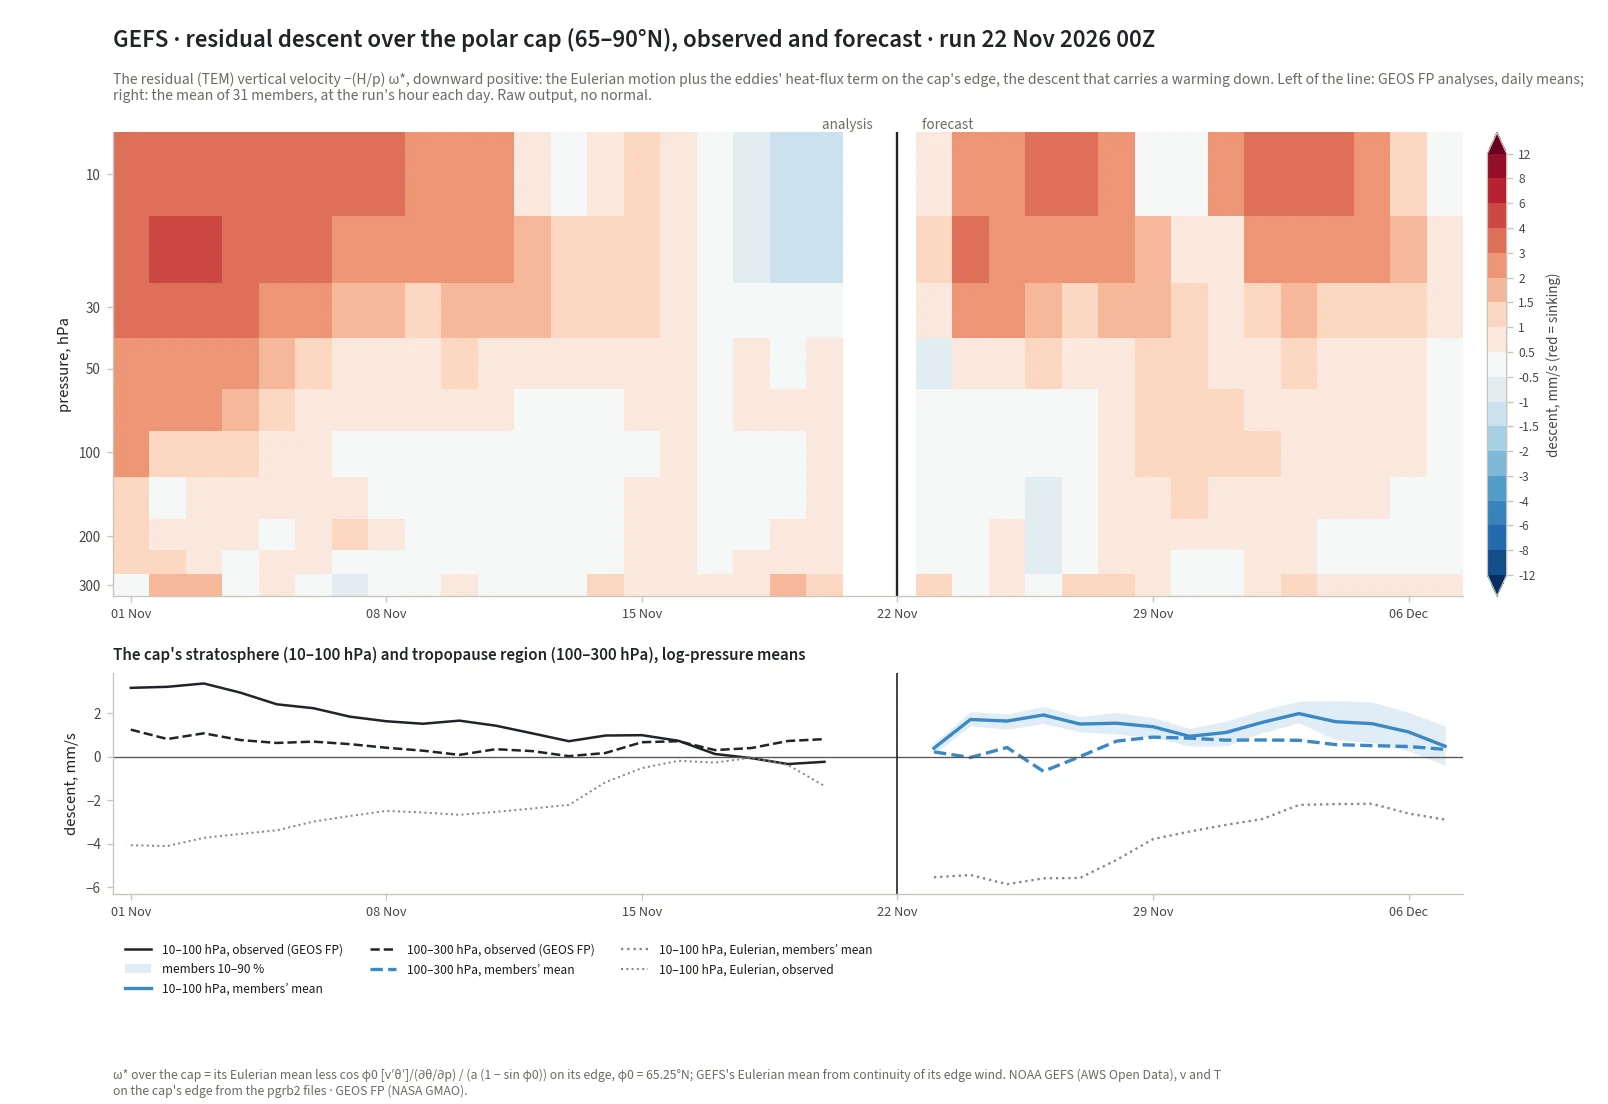 GEFS · residual descent over the polar cap (65–90°N), observed and forecast · run 22 Nov 2026 00Z
The residual (TEM) vertical velocity −(H/p) ω*, downward positive: the Eulerian motion plus the eddies' heat-flux term on the cap's edge, the descent that carries a warming down. Left of the line: GEOS FP analyses, daily means;
right: the mean of 31 members, at the run's hour each day. Raw output, no normal.
analysis
forecast
pressure, hPa
10
30
50
100
200
300
01 Nov
08 Nov
15 Nov
22 Nov
29 Nov
06 Dec
12
8
6
4
3
2
1.5
1
0.5
-0.5
-1
-1.5
-2
-3
-4
-6
-8
-12
descent, mm/s (red = sinking)
The cap's stratosphere (10–100 hPa) and tropopause region (100–300 hPa), log-pressure means
descent, mm/s
2
0
−2
−4
−6
01 Nov
08 Nov
15 Nov
22 Nov
29 Nov
06 Dec
10–100 hPa, observed (GEOS FP)
members 10–90 %
10–100 hPa, members’ mean
100–300 hPa, observed (GEOS FP)
100–300 hPa, members’ mean
10–100 hPa, Eulerian, members’ mean
10–100 hPa, Eulerian, observed
ω* over the cap = its Eulerian mean less cos φ0 [v′θ′]/(∂θ/∂p) / (a (1 − sin φ0)) on its edge, φ0 = 65.25°N; GEFS's Eulerian mean from continuity of its edge wind. NOAA GEFS (AWS Open Data), v and T
on the cap's edge from the pgrb2 files · GEOS FP (NASA GMAO).